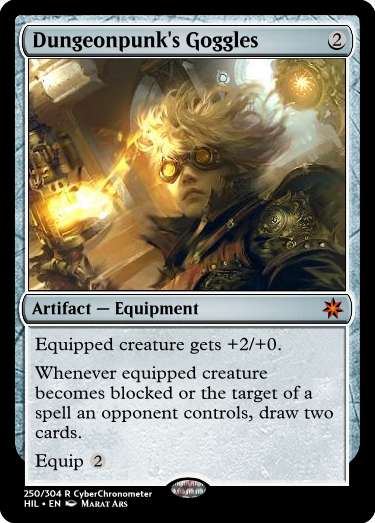 Dungeonpunk's Goggles 2
Artifact — Equipment
Equipped creature gets +2/+0.
Whenever equipped creature
becomes blocked or the target of a
spell an opponent controls, draw two
cards.
Equip 2
250/304 R CyberChronometer
HIL • EN Marat Ars